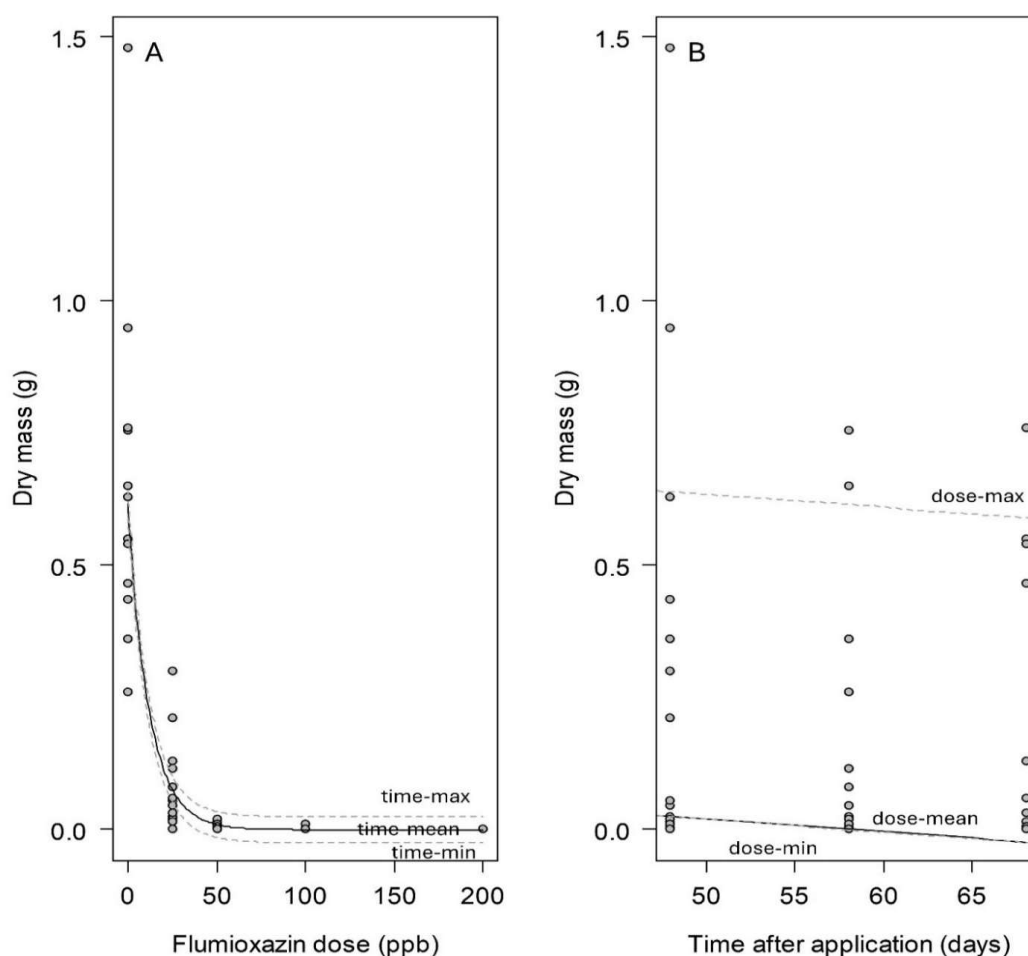 A
B
1.5
1.0
0.5
0.0
Dry mass (g)
time-max
time-mean
time-min
0
50
100
150
200
Flumioxazin dose (ppb)
1.5
1.0
0.5
0.0
Dry mass (g)
dose-max
dose-mean
dose-min
50
55
60
65
Time after application (days)